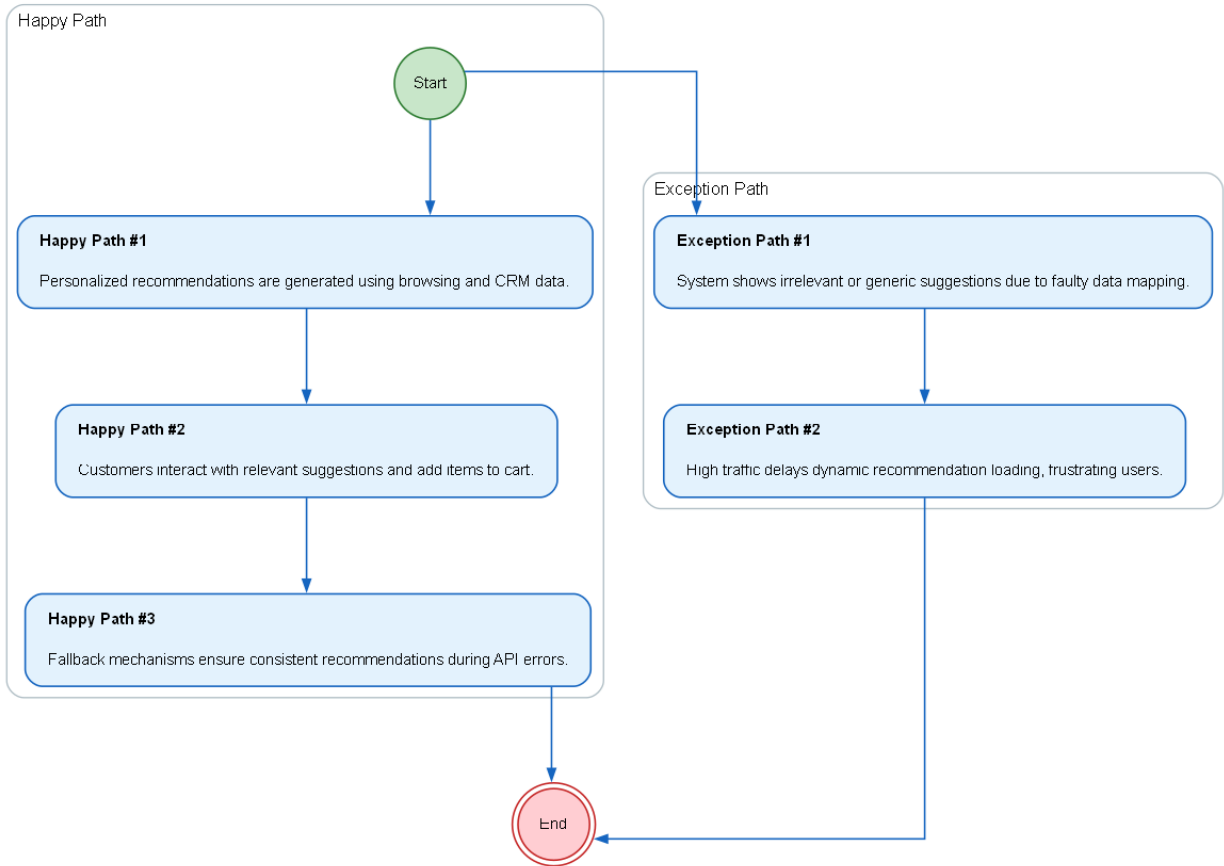 Happy Path
Start
Happy Path #1
Personalized recommendations are generated using browsing and CRM data.
Happy Path #2
Customers interact with relevant suggestions and add items to cart.
Happy Path #3
Fallback mechanisms ensure consistent recommendations during API errors.
Exception Path
Exception Path #1
System shows irrelevant or generic suggestions due to faulty data mapping.
Exception Path #2
High traffic delays dynamic recommendation loading, frustrating users.
End